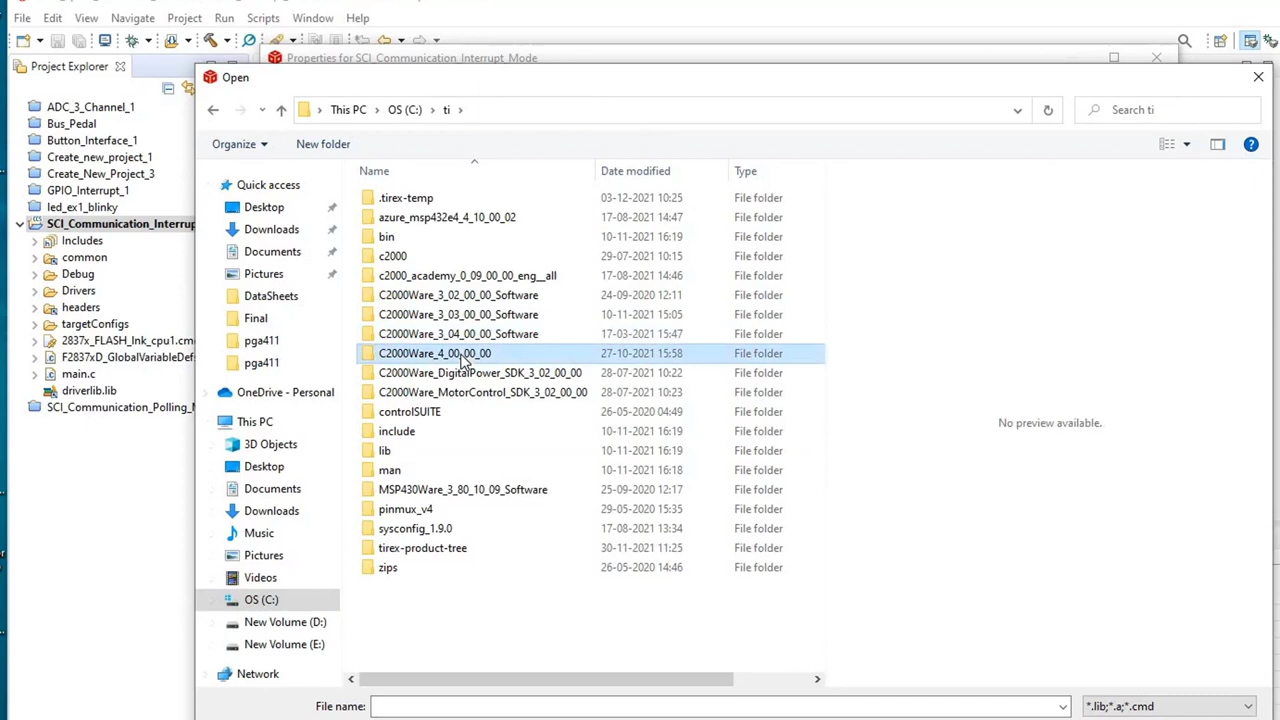 File Edit View Navigate Project Run Scripts Window Help
Project Explorer
Properties for SCI_Communication_Interrupt_Mode
Open
This PC > OS (C:) > ti >
Search ti
Organize
New folder
Name Date modified Type
ADC_3_Channel_1
Bus_Pedal
Button_Interface_1
Create_new_project_1
Create_New_Project_3
GPIO_Interrupt_1
led_ex1_blinky
SCI_Communication_Interrup
Includes
common
Debug
Drivers
headers
targetConfigs
2837x_FLASH_lnk_cpu1.cm
F2837xD_GlobalVariableDef
main.c
driverlib.lib
SCI_Communication_Polling_
Quick access
Desktop
Downloads
Documents
Pictures
DataSheets
Final
pga411
pga411
OneDrive - Personal
This PC
3D Objects
Desktop
Documents
Downloads
Music
Pictures
Videos
OS (C:)
New Volume (D:)
New Volume (E:)
Network
.tirex-temp 03-12-2021 10:25 File folder
azure_msp432e4_4_10_00_02 17-08-2021 14:47 File folder
bin 10-11-2021 16:19 File folder
c2000 29-07-2021 10:15 File folder
c2000_academy_0_09_00_00_eng__all 17-08-2021 14:46 File folder
C2000Ware_3_02_00_00_Software 24-09-2020 12:11 File folder
C2000Ware_3_03_00_00_Software 10-11-2021 15:05 File folder
C2000Ware_3_04_00_00_Software 17-03-2021 15:47 File folder
C2000Ware_4_00_00_00 27-10-2021 15:58 File folder
C2000Ware_DigitalPower_SDK_3_02_00_00 28-07-2021 10:22 File folder
C2000Ware_MotorControl_SDK_3_02_00_00 28-07-2021 10:23 File folder
controlSUITE 26-05-2020 04:49 File folder
include 10-11-2021 16:19 File folder
lib 10-11-2021 16:19 File folder
man 10-11-2021 16:18 File folder
MSP430Ware_3_80_10_09_Software 25-09-2020 12:17 File folder
pinmux_v4 29-05-2020 15:35 File folder
sysconfig_1.9.0 17-08-2021 13:34 File folder
tirex-product-tree 30-11-2021 11:25 File folder
zips 26-05-2020 14:46 File folder
No preview available.
File name:
*.lib;*.a;*.cmd